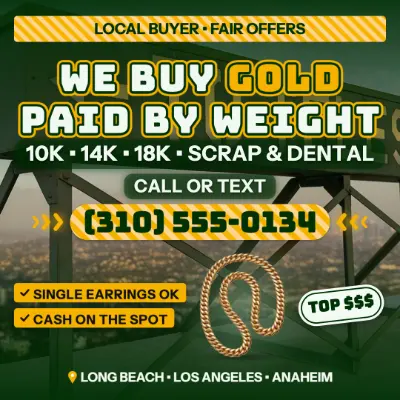 LOCAL BUYER • FAIR OFFERS
WE BUY GOLD
PAID BY WEIGHT
10K • 14K • 18K • SCRAP & DENTAL
CALL OR TEXT
(310) 555-0134
SINGLE EARRINGS OK
CASH ON THE SPOT
TOP $$$
LONG BEACH • LOS ANGELES • ANAHEIM